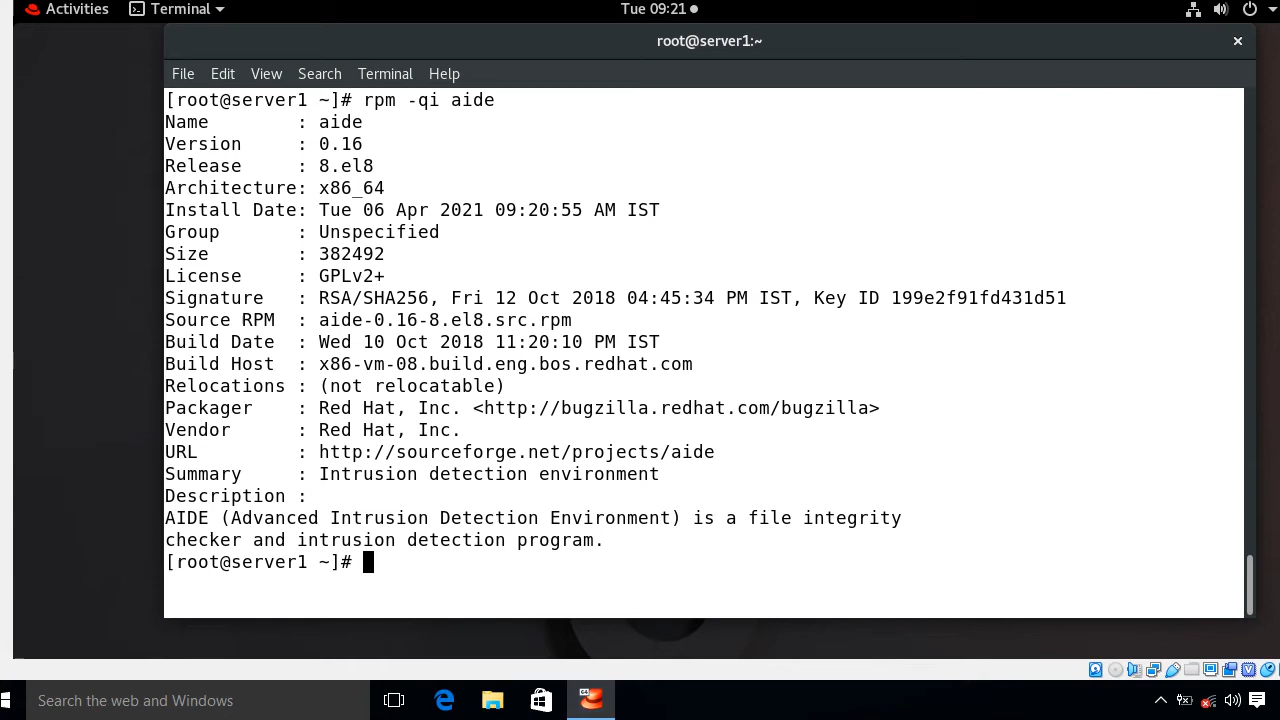 Activities Terminal Tue 09:21
root@server1:~
File Edit View Search Terminal Help
[root@server1 ~]# rpm -qi aide
Name        : aide
Version     : 0.16
Release     : 8.el8
Architecture: x86_64
Install Date: Tue 06 Apr 2021 09:20:55 AM IST
Group       : Unspecified
Size        : 382492
License     : GPLv2+
Signature   : RSA/SHA256, Fri 12 Oct 2018 04:45:34 PM IST, Key ID 199e2f91fd431d51
Source RPM  : aide-0.16-8.el8.src.rpm
Build Date  : Wed 10 Oct 2018 11:20:10 PM IST
Build Host  : x86-vm-08.build.eng.bos.redhat.com
Relocations : (not relocatable)
Packager    : Red Hat, Inc. <http://bugzilla.redhat.com/bugzilla>
Vendor      : Red Hat, Inc.
URL         : http://sourceforge.net/projects/aide
Summary     : Intrusion detection environment
Description :
AIDE (Advanced Intrusion Detection Environment) is a file integrity
checker and intrusion detection program.
[root@server1 ~]#
Search the web and Windows